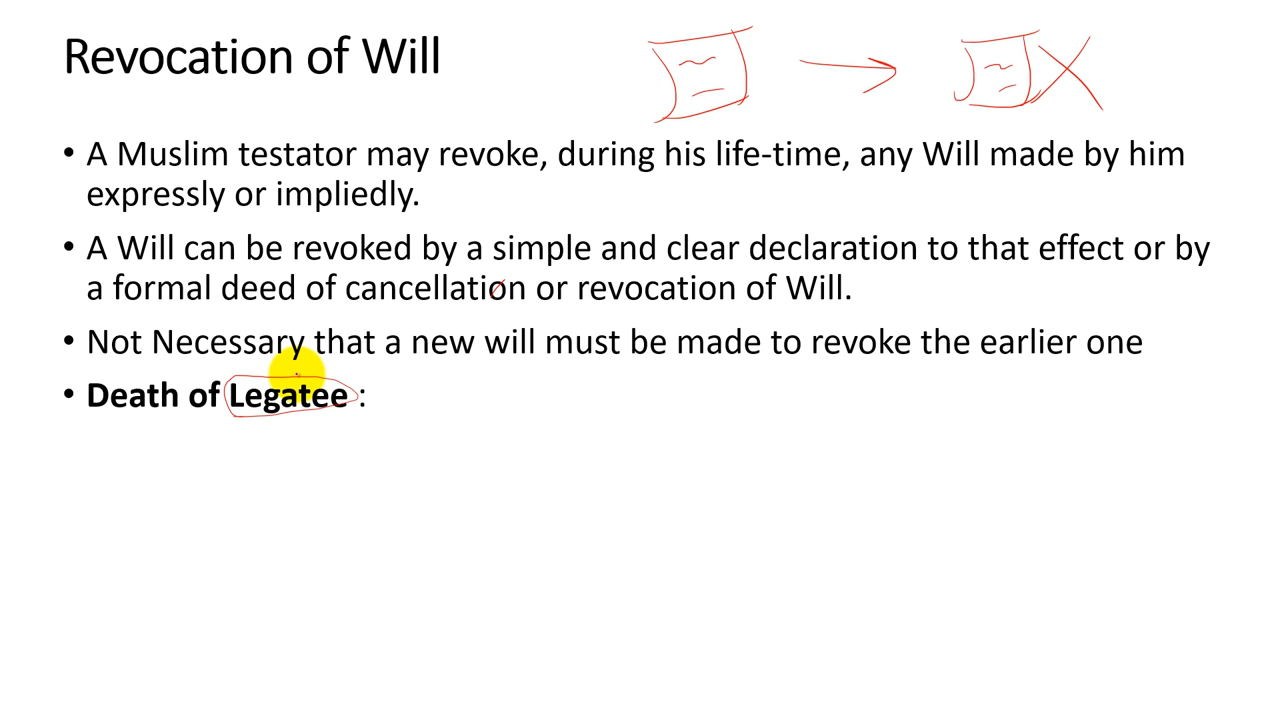 Revocation of Will
• A Muslim testator may revoke, during his life-time, any Will made by him
expressly or impliedly.
• A Will can be revoked by a simple and clear declaration to that effect or by
a formal deed of cancellation or revocation of Will.
• Not Necessary that a new will must be made to revoke the earlier one
• Death of Legatee :